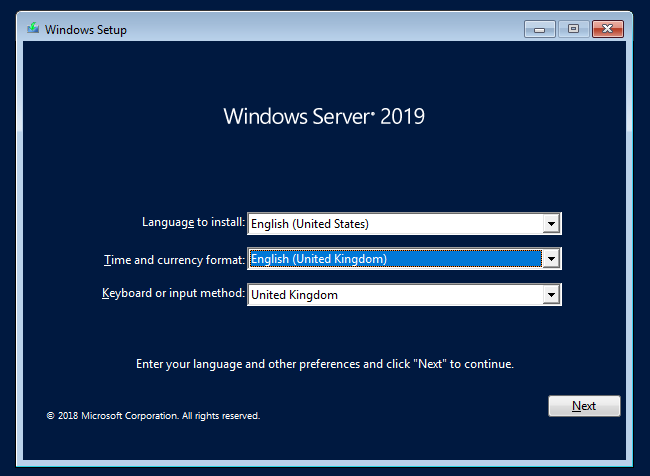 Windows Setup
Windows Server® 2019
Language to install: English (United States)
Time and currency format: English (United Kingdom)
Keyboard or input method: United Kingdom
Enter your language and other preferences and click "Next" to continue.
Next
© 2018 Microsoft Corporation. All rights reserved.